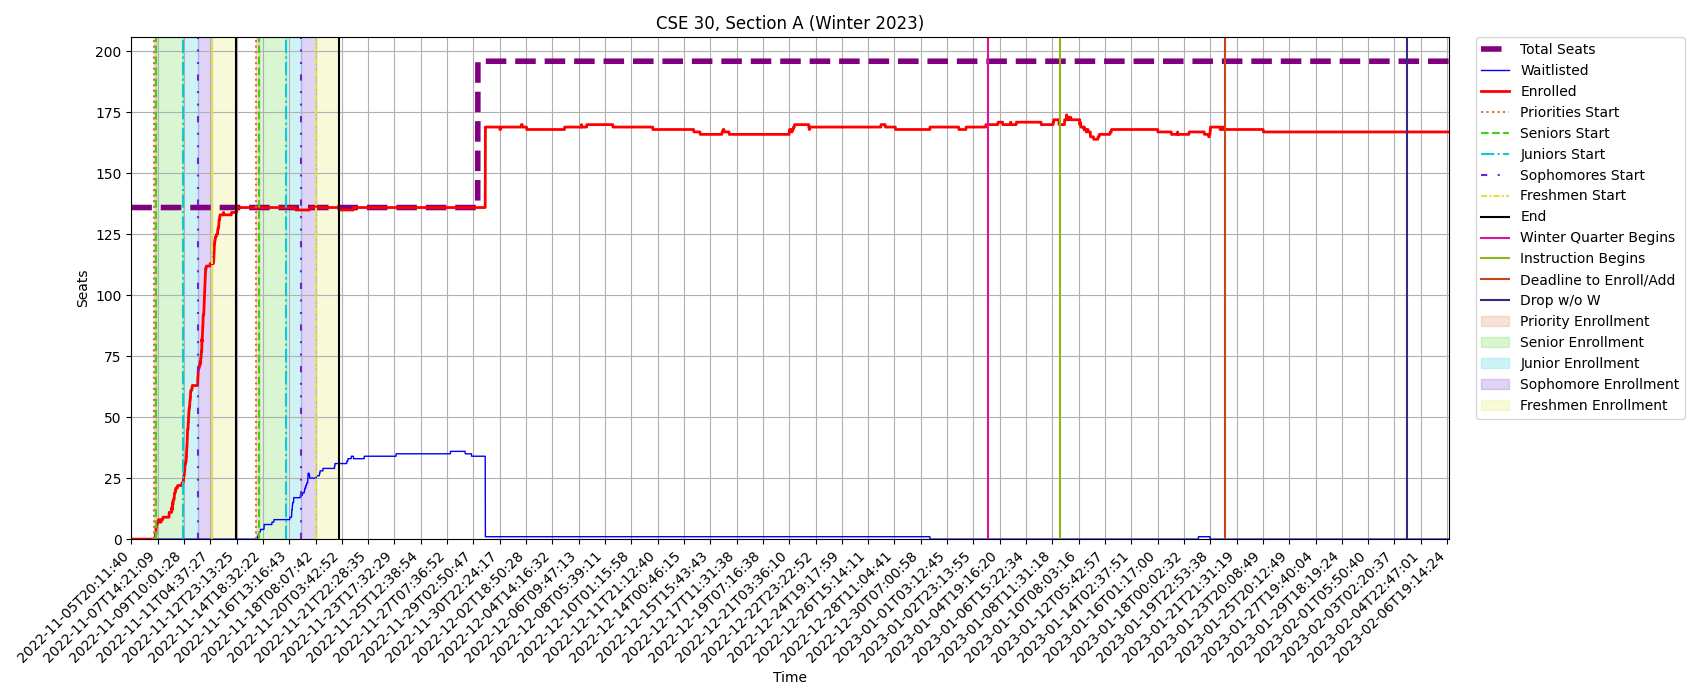 CSE 30, Section A (Winter 2023)
200
175
150
125
100
75
50
25
0
Seats
2022-11-05T20:11:40
2022-11-07T14:21:09
2022-11-09T10:01:28
2022-11-11T04:37:27
2022-11-12T23:13:25
2022-11-14T18:32:22
2022-11-16T13:16:43
2022-11-18T08:07:42
2022-11-20T03:42:52
2022-11-21T22:28:35
2022-11-23T17:32:29
2022-11-25T12:38:54
2022-11-27T07:36:52
2022-11-29T02:50:47
2022-11-30T22:24:17
2022-12-02T18:50:28
2022-12-04T14:16:32
2022-12-06T09:47:13
2022-12-08T05:39:11
2022-12-10T01:15:58
2022-12-11T21:12:40
2022-12-14T00:46:15
2022-12-15T15:43:43
2022-12-17T11:31:38
2022-12-19T07:16:38
2022-12-21T03:36:10
2022-12-22T23:22:52
2022-12-24T19:17:59
2022-12-26T15:14:11
2022-12-28T11:04:41
2022-12-30T07:00:58
2023-01-01T03:12:45
2023-01-02T23:13:55
2023-01-04T19:16:20
2023-01-06T15:22:34
2023-01-08T11:31:18
2023-01-10T08:03:16
2023-01-12T05:42:57
2023-01-14T02:37:51
2023-01-16T01:17:00
2023-01-18T00:02:32
2023-01-19T22:53:38
2023-01-21T21:31:19
2023-01-23T20:08:49
2023-01-25T20:12:49
2023-01-27T19:40:04
2023-01-29T18:19:24
2023-02-01T05:50:40
2023-02-03T02:20:37
2023-02-04T22:47:01
2023-02-06T19:14:24
Time
Total Seats
Waitlisted
Enrolled
Priorities Start
Seniors Start
Juniors Start
Sophomores Start
Freshmen Start
End
Winter Quarter Begins
Instruction Begins
Deadline to Enroll/Add
Drop w/o W
Priority Enrollment
Senior Enrollment
Junior Enrollment
Sophomore Enrollment
Freshmen Enrollment